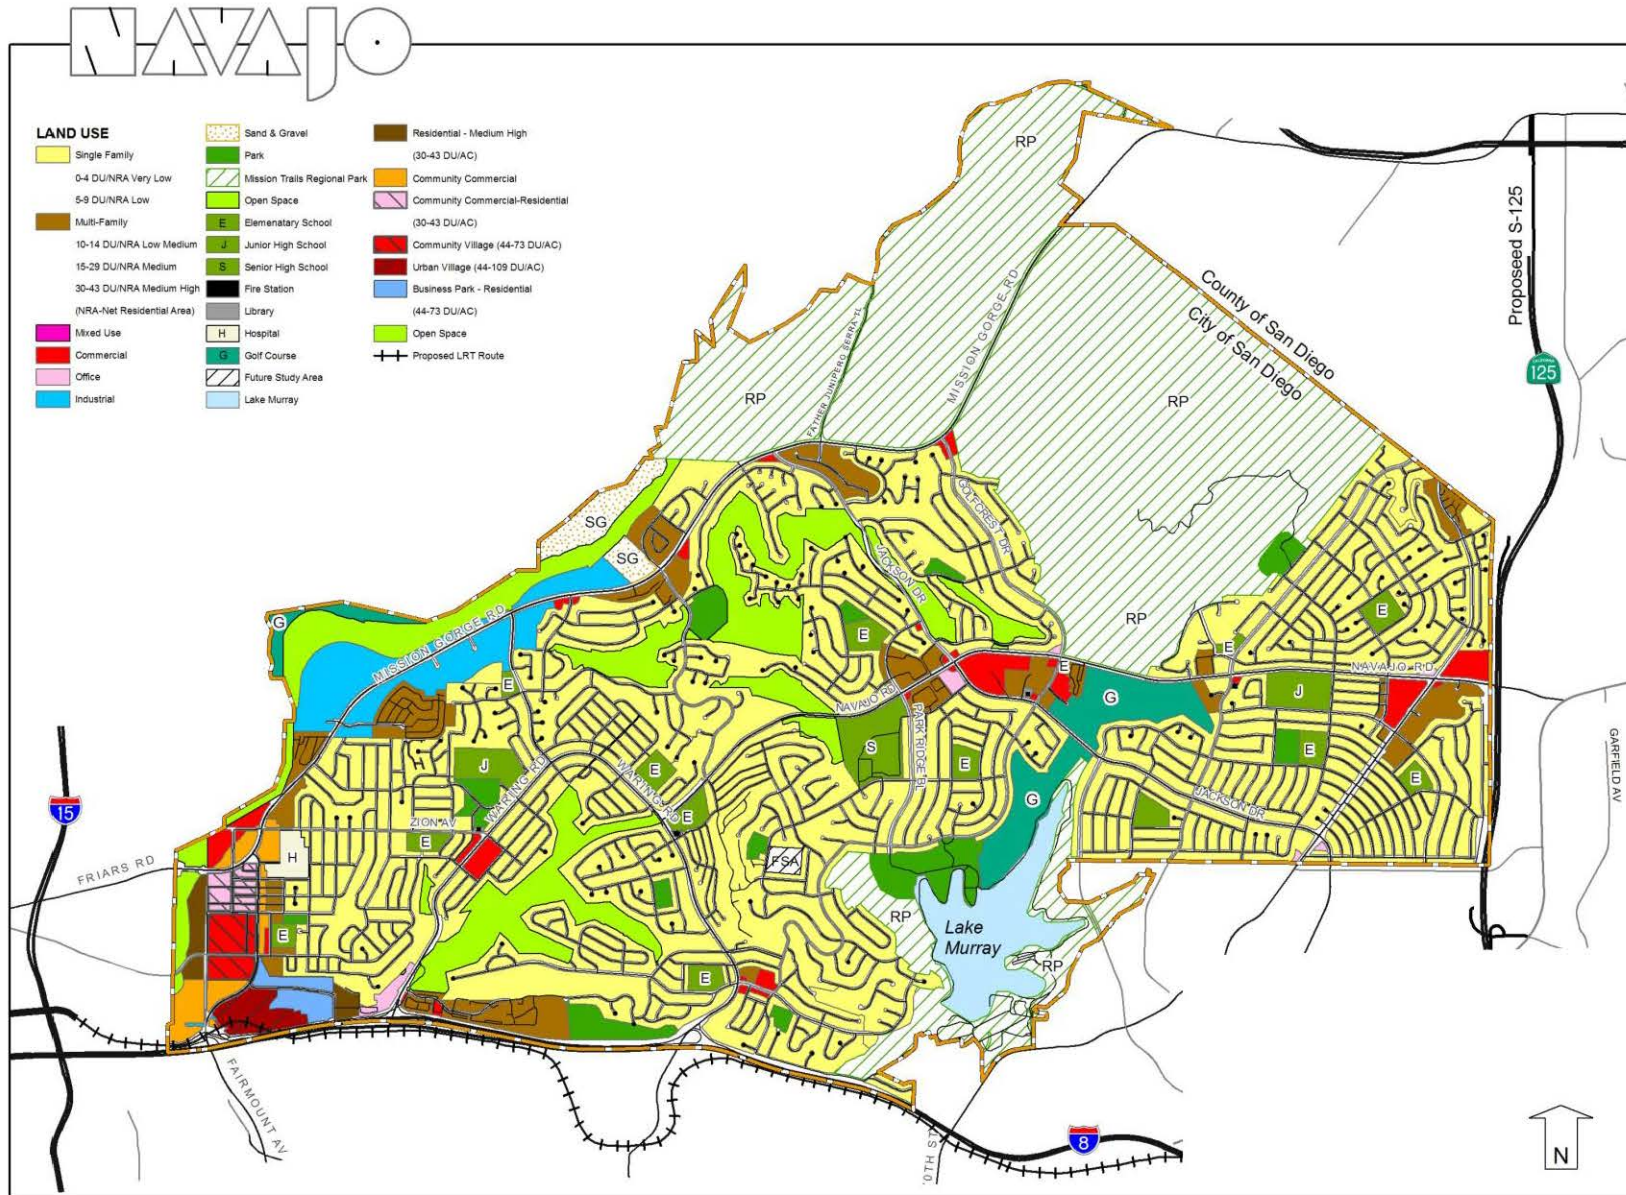 NAVAJO
LAND USE
Single Family
0-4 DU/NRA Very Low
5-9 DU/NRA Low
Multi-Family
10-14 DU/NRA Low Medium
15-29 DU/NRA Medium
30-43 DU/NRA Medium High
(NRA-Net Residential Area)
Mixed Use
Commercial
Office
Industrial
Sand & Gravel
Park
Mission Trails Regional Park
Open Space
E Elemenatary School
J Junior High School
S Senior High School
Fire Station
Library
H Hospital
G Golf Course
Future Study Area
Lake Murray
Residential - Medium High
(30-43 DU/AC)
Community Commercial
Community Commercial-Residential
(30-43 DU/AC)
Community Village (44-73 DU/AC)
Urban Village (44-109 DU/AC)
Business Park - Residential
(44-73 DU/AC)
Open Space
Proposed LRT Route
RP
Proposeed S-125
County of San Diego
City of San Diego
MISSION GORGE RD
FATHER JUNIPERO SERRA TL
CALIFORNIA
125
RP
RP
SG
SG
GOLFCREST DR
JACKSON DR
RP
G
MISSION GORGE RD
E
E
E
E
E
NAVAJO RD
NAVAJO RD
G
J
PARK RIDGE BL
S
E
E
E
GARFIELD AV
J
WARING RD
WARING RD
E
E
G
JACKSON DR
15
ZION AV
E
H
FSA
FRIARS RD
RP
Lake
Murray
E
E
RP
FAIRMOUNT AV
8
0TH ST
N